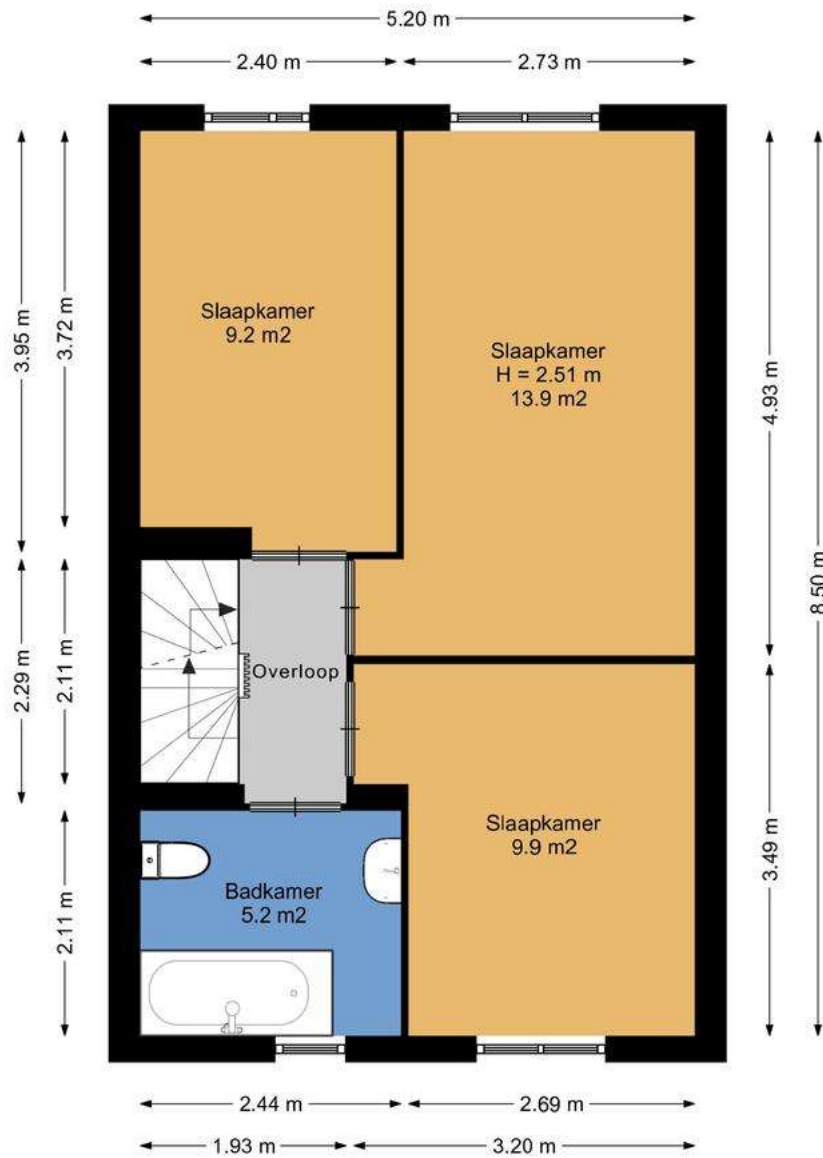 5.20 m
2.40 m
2.73 m
3.95 m
3.72 m
Slaapkamer
9.2 m2
Slaapkamer
H = 2.51 m
13.9 m2
4.93 m
8.50 m
2.29 m
2.11 m
Overloop
Slaapkamer
9.9 m2
3.49 m
2.11 m
Badkamer
5.2 m2
2.44 m
2.69 m
1.93 m
3.20 m